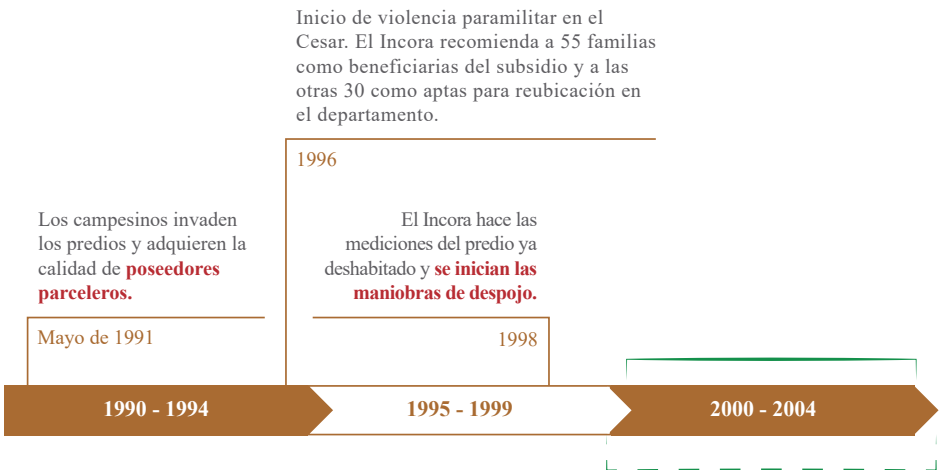 Inicio de violencia paramilitar en el
Cesar. El Incora recomienda a 55 familias
como beneficiarias del subsidio y a las
otras 30 como aptas para reubicación en
el departamento.
1996
Los campesinos invaden
los predios y adquieren la
calidad de poseedores
parceleros.
Mayo de 1991
El Incora hace las
mediciones del predio ya
deshabitado y se inician las
maniobras de despojo.
1998
1990 - 1994
1995 - 1999
2000 - 2004